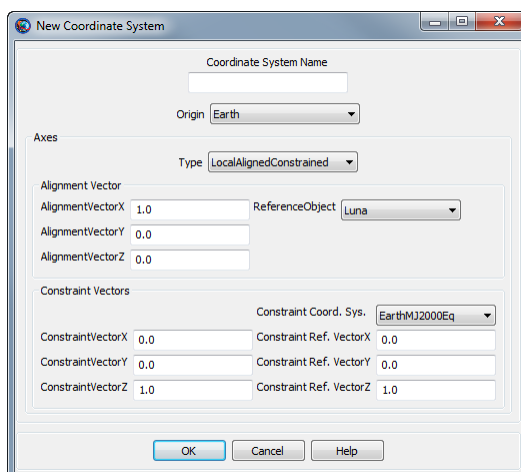 New Coordinate System
Coordinate System Name
Origin Earth
Axes
Type LocalAlignedConstrained
Alignment Vector
AlignmentVectorX 1.0 ReferenceObject Luna
AlignmentVectorY 0.0
AlignmentVectorZ 0.0
Constraint Vectors
Constraint Coord. Sys. EarthMJ2000Eq
ConstraintVectorX 0.0 Constraint Ref. VectorX 0.0
ConstraintVectorY 0.0 Constraint Ref. VectorY 0.0
ConstraintVectorZ 1.0 Constraint Ref. VectorZ 1.0
OK Cancel Help